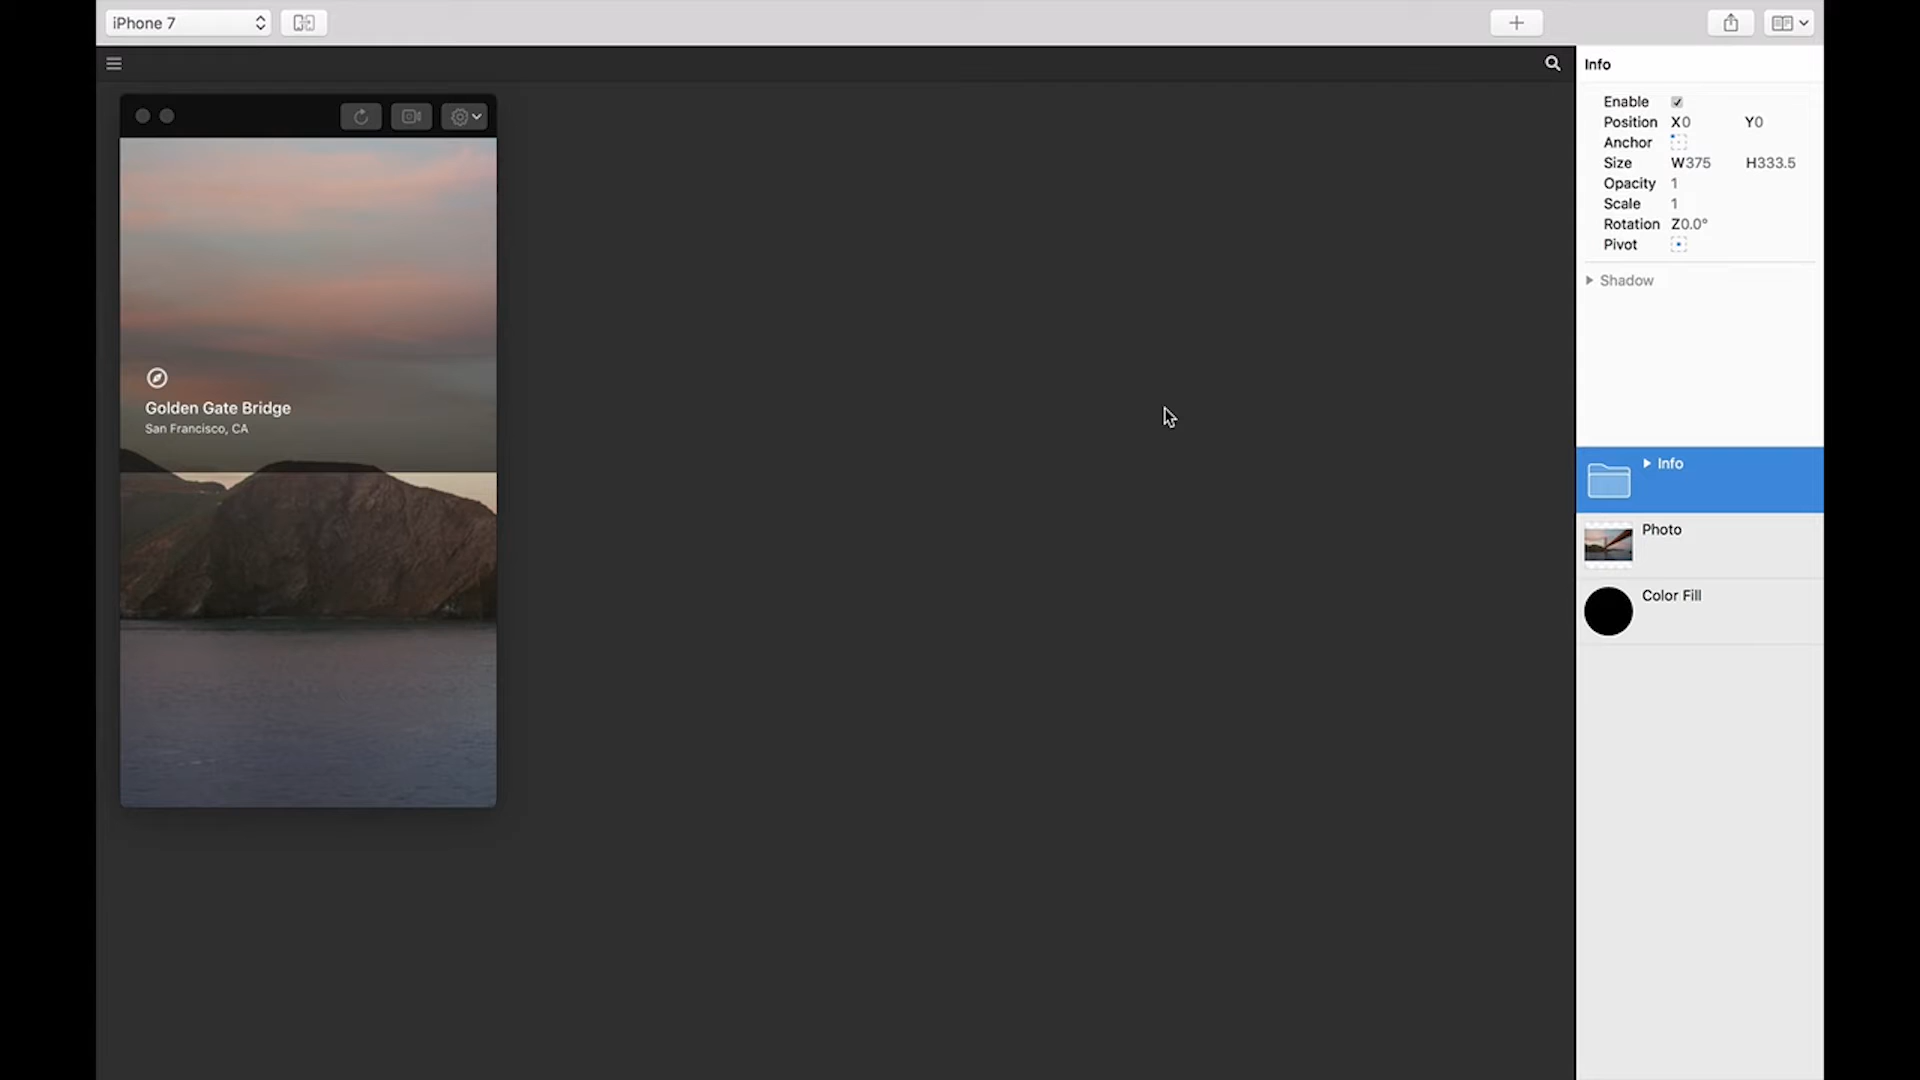 iPhone 7
Info
Enable
Position X0 Y0
Anchor
Size W375 H333.5
Opacity 1
Scale 1
Rotation Z0.0°
Pivot
Shadow
Golden Gate Bridge
San Francisco, CA
Info
Photo
Color Fill